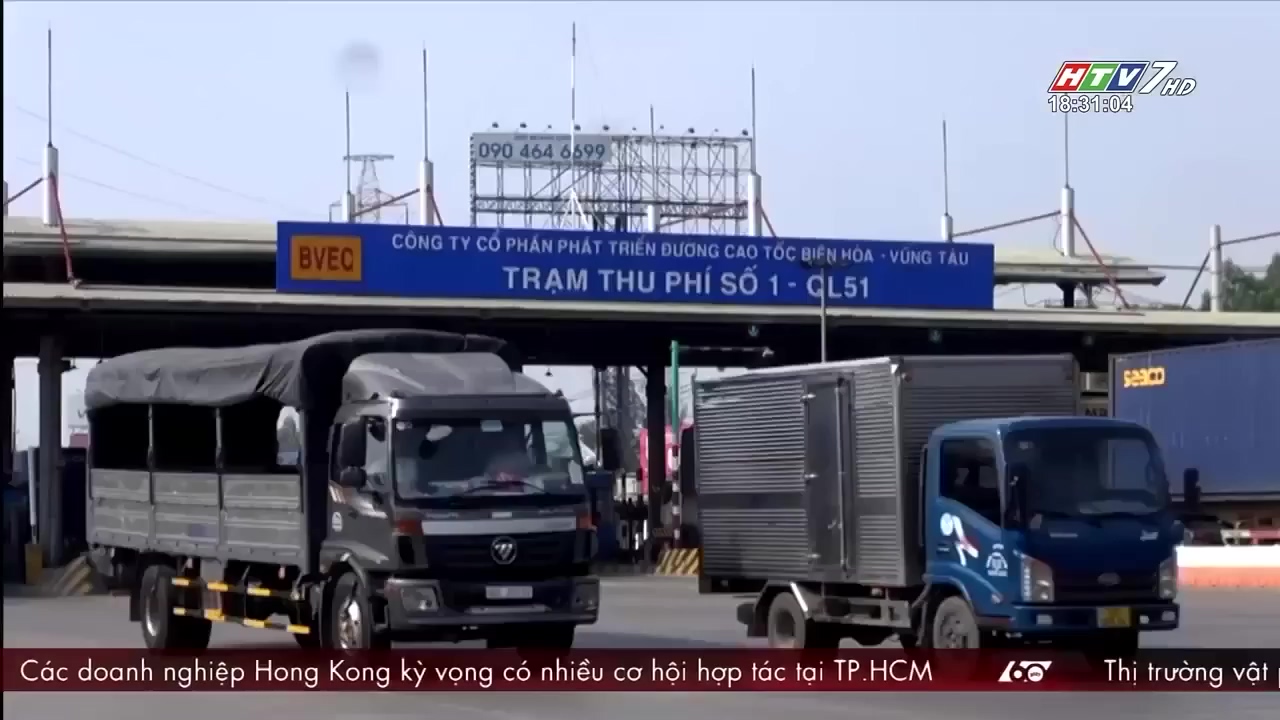 HTV7 HD
18:31:04
090 464 6699
BVEC
CÔNG TY CỔ PHẦN PHÁT TRIỂN ĐƯỜNG CAO TỐC BIÊN HÒA - VŨNG TÀU
TRẠM THU PHÍ SỐ 1 - QL51
seaco
Các doanh nghiệp Hong Kong kỳ vọng có nhiều cơ hội hợp tác tại TP.HCM
60 giây
Thị trường vật